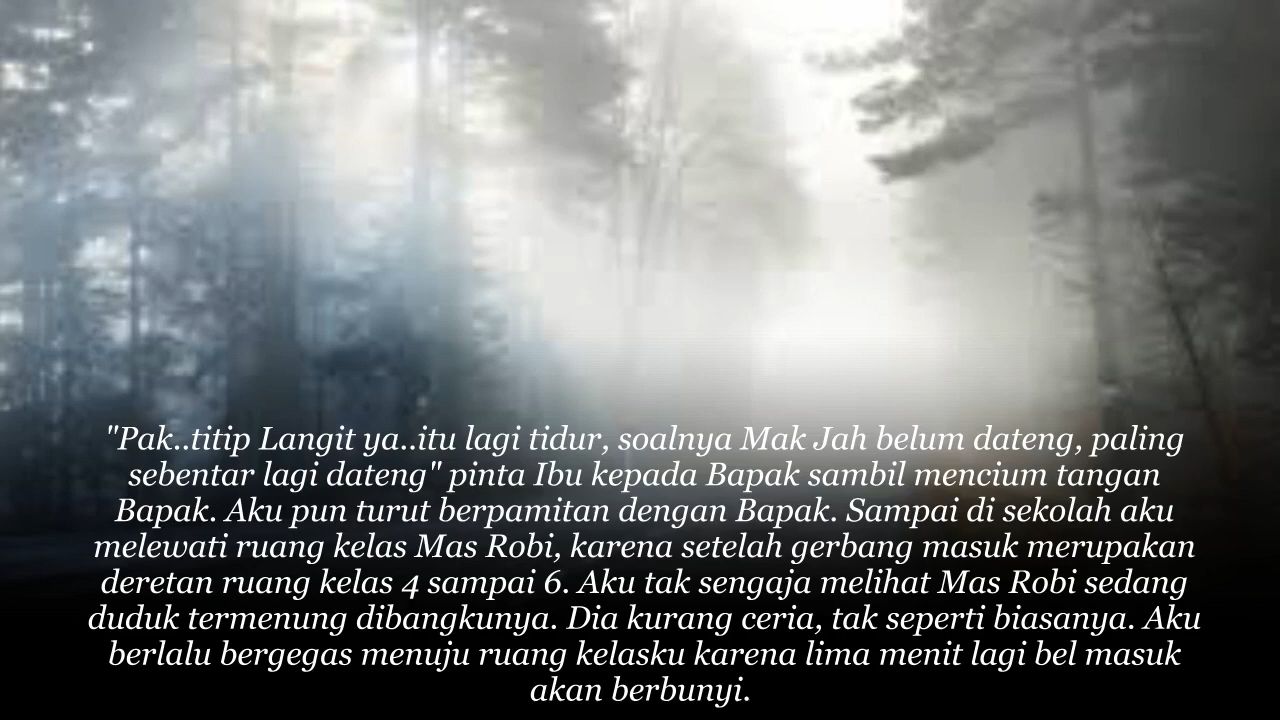 "Pak..titip Langit ya..itu lagi tidur, soalnya Mak Jah belum dateng, paling
sebentar lagi dateng" pinta Ibu kepada Bapak sambil mencium tangan
Bapak. Aku pun turut berpamitan dengan Bapak. Sampai di sekolah aku
melewati ruang kelas Mas Robi, karena setelah gerbang masuk merupakan
deretan ruang kelas 4 sampai 6. Aku tak sengaja melihat Mas Robi sedang
duduk termenung dibangkunya. Dia kurang ceria, tak seperti biasanya. Aku
berlalu bergegas menuju ruang kelasku karena lima menit lagi bel masuk
akan berbunyi.